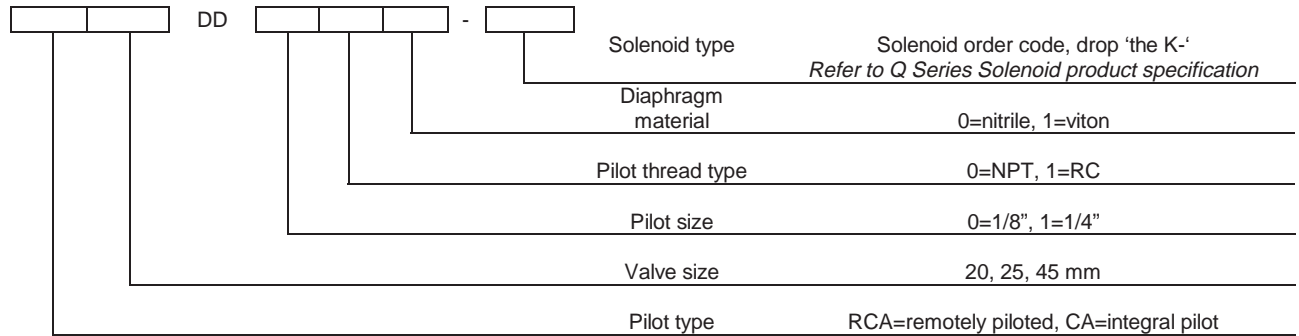 DD -
Solenoid type Solenoid order code, drop ‘the K-‘
Refer to Q Series Solenoid product specification
Diaphragm
material 0=nitrile, 1=viton
Pilot thread type 0=NPT, 1=RC
Pilot size 0=1/8”, 1=1/4”
Valve size 20, 25, 45 mm
Pilot type RCA=remotely piloted, CA=integral pilot